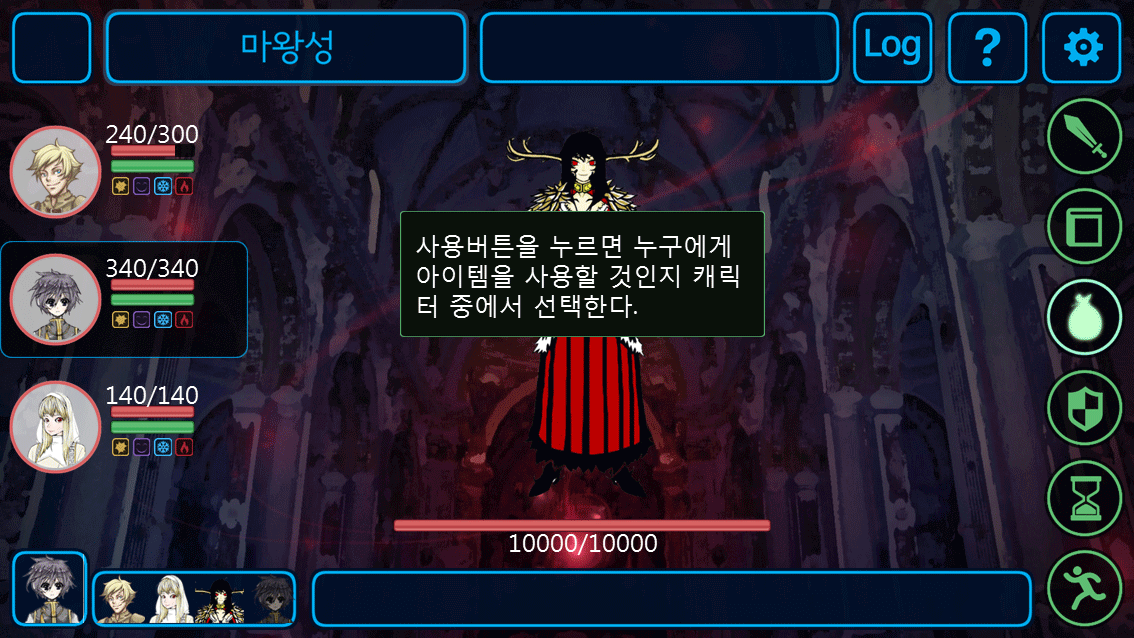 마왕성
Log
?
240/300
340/340
140/140
사용버튼을 누르면 누구에게
아이템을 사용할 것인지 캐릭
터 중에서 선택한다.
10000/10000